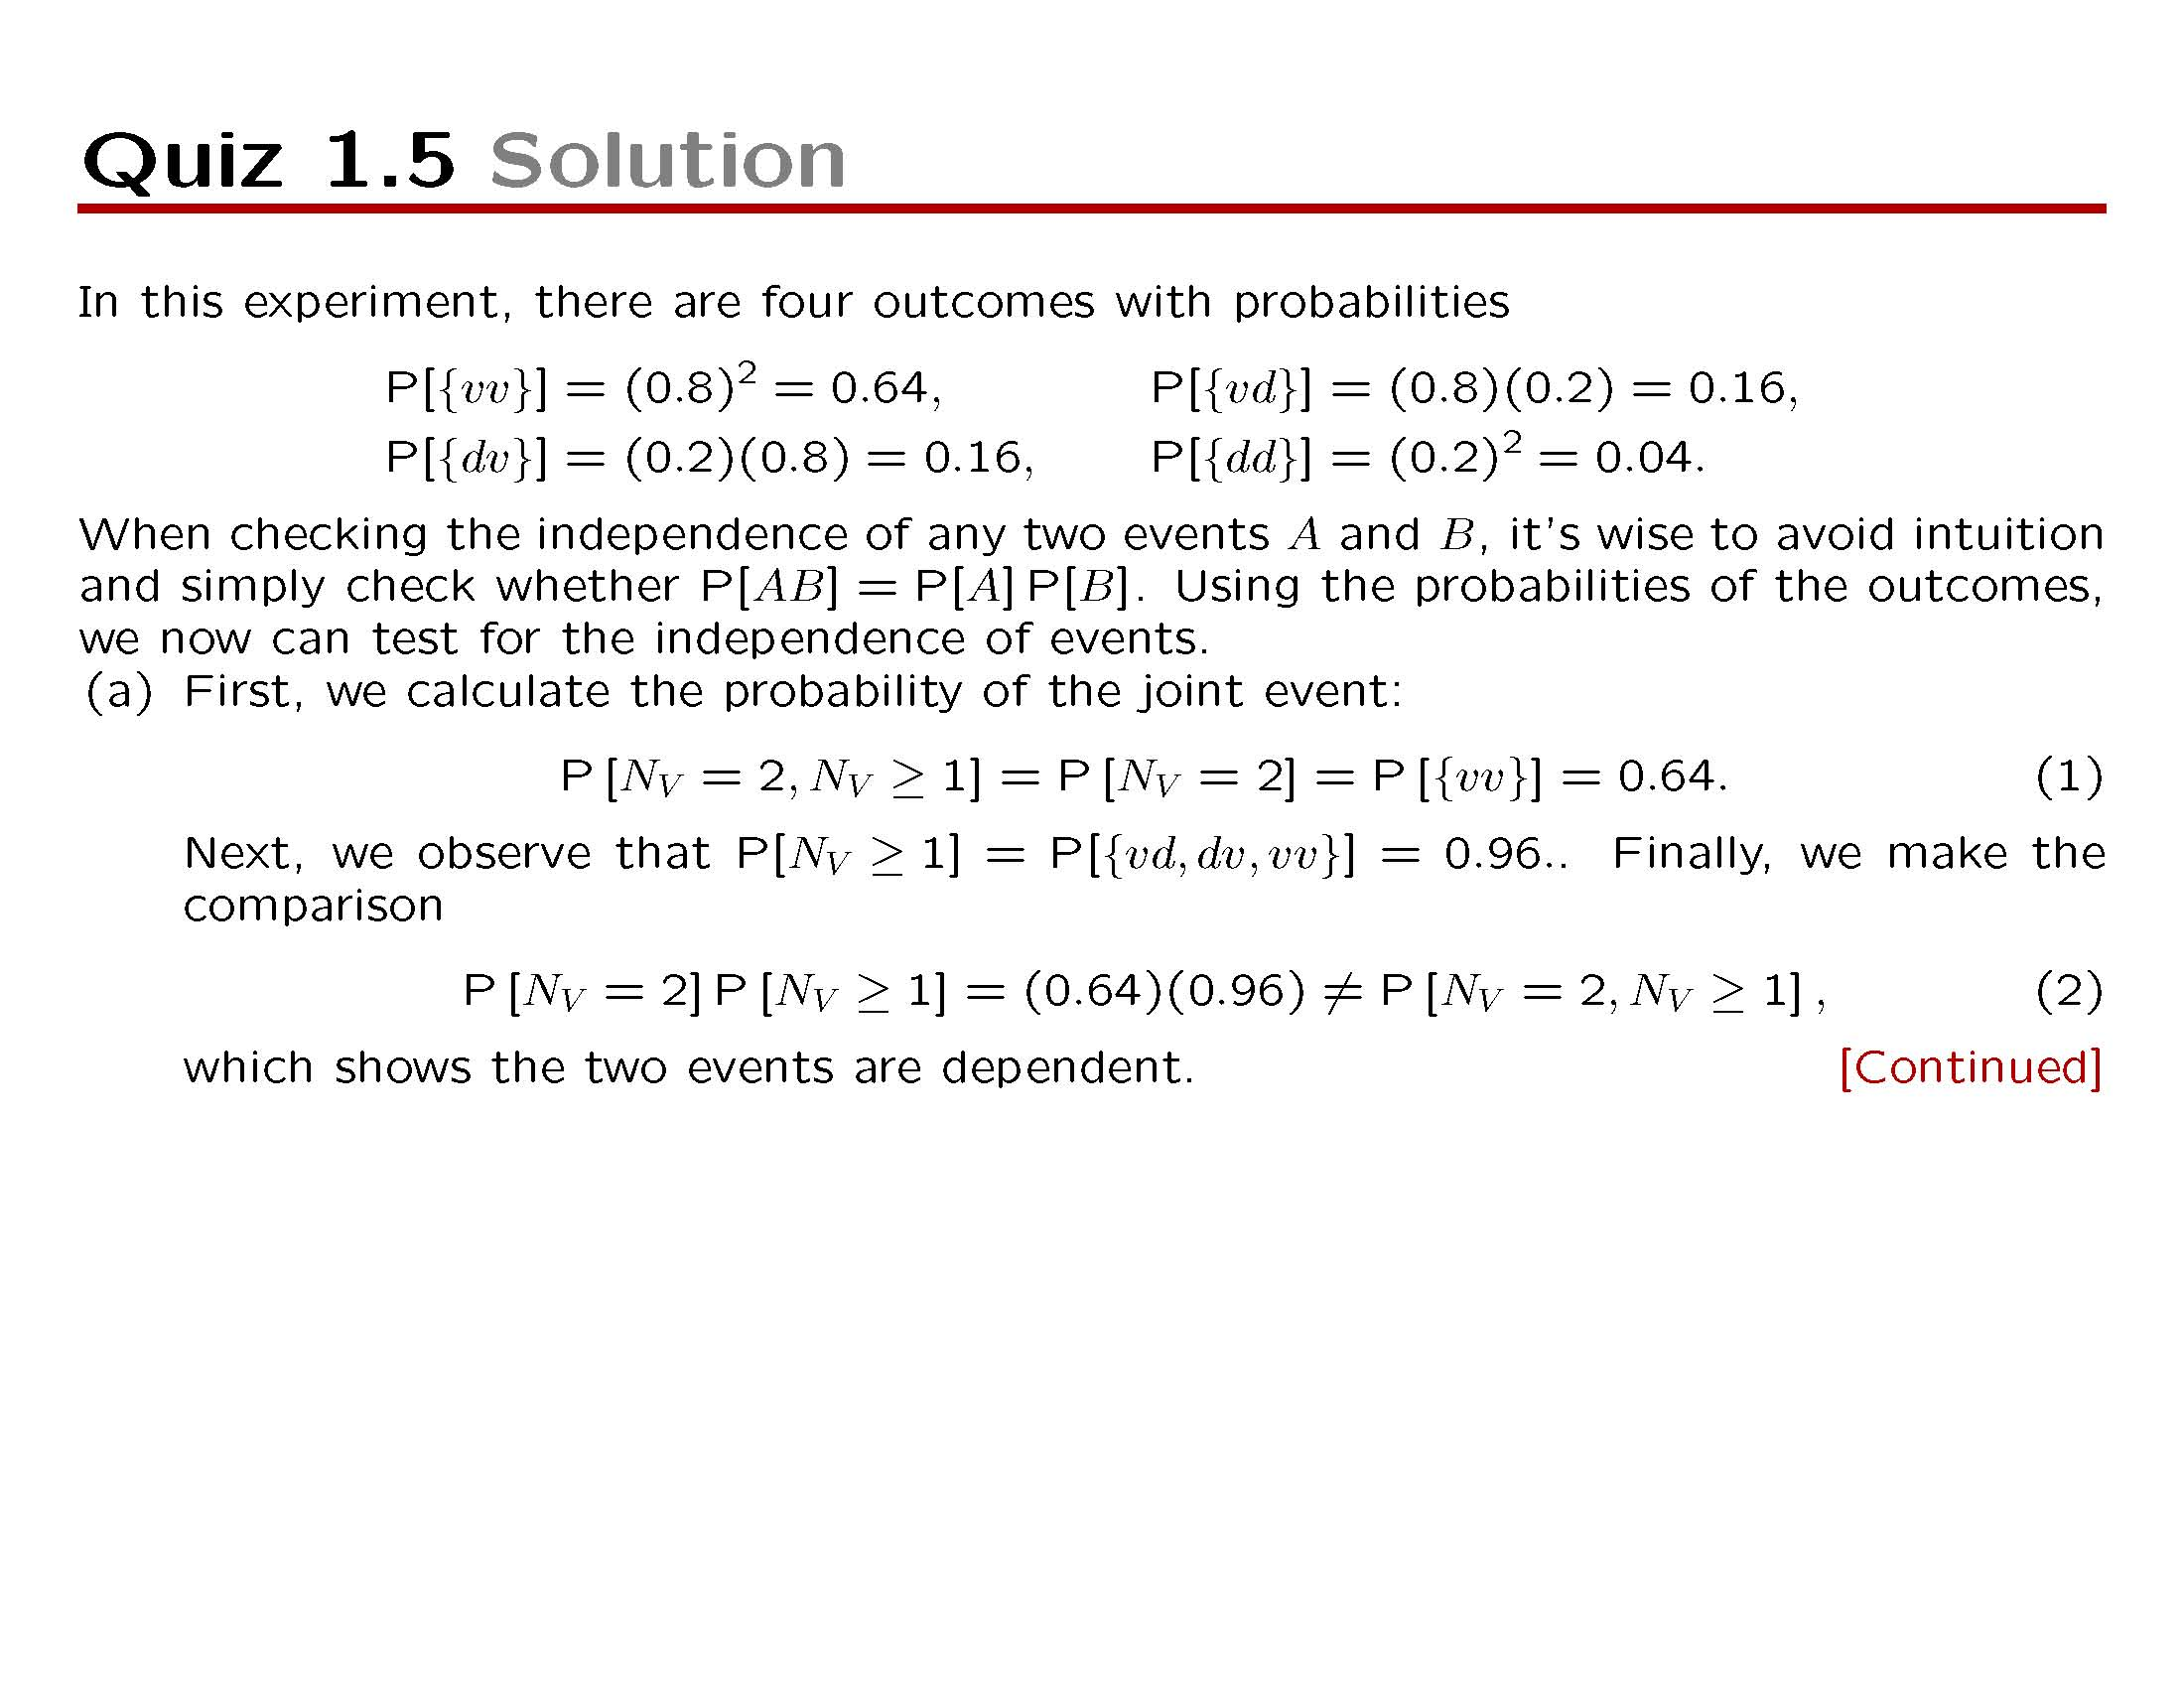 Quiz 1.5 Solution
In this experiment, there are four outcomes with probabilities
P[{vv}] = (0.8)² = 0.64, P[{vd}] = (0.8)(0.2) = 0.16,
P[{dv}] = (0.2)(0.8) = 0.16, P[{dd}] = (0.2)² = 0.04.
When checking the independence of any two events A and B, it's wise to avoid intuition
and simply check whether P[AB] = P[A] P[B]. Using the probabilities of the outcomes,
we now can test for the independence of events.
(a) First, we calculate the probability of the joint event:
P [N_V = 2, N_V ≥ 1] = P [N_V = 2] = P [{vv}] = 0.64. (1)
Next, we observe that P[N_V ≥ 1] = P[{vd, dv, vv}] = 0.96.. Finally, we make the
comparison
P [N_V = 2] P [N_V ≥ 1] = (0.64)(0.96) ≠ P [N_V = 2, N_V ≥ 1] , (2)
which shows the two events are dependent. [Continued]